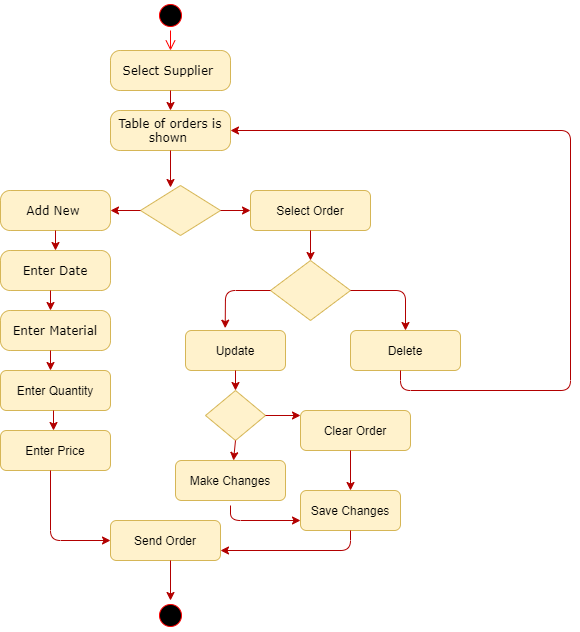 Select Supplier
Table of orders is
shown
Add New
Select Order
Enter Date
Enter Material
Update
Delete
Enter Quantity
Clear Order
Enter Price
Make Changes
Save Changes
Send Order